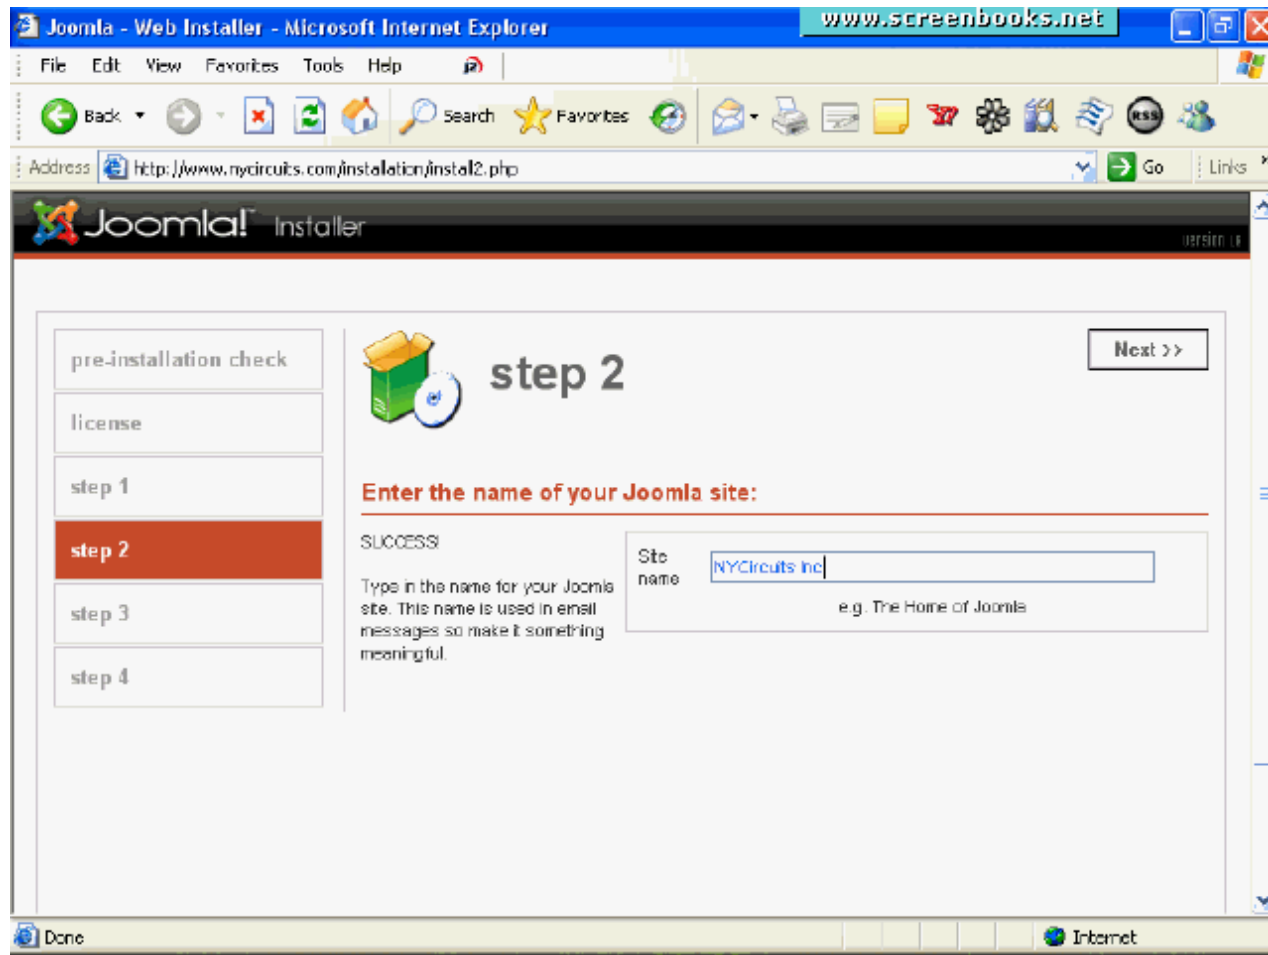 Joomla - Web Installer - Microsoft Internet Explorer
www.screenbooks.net
File Edit View Favorites Tools Help
Back Search Favorites RSS
Address http://www.nycircuits.com/installation/install2.php Go Links
Joomla! Installer
version
pre-installation check
license
step 1
step 2
step 3
step 4
step 2
Next >>
Enter the name of your Joomla site:
SUCCESS!
Type in the name for your Joomla
site. This name is used in email
messages so make it something
meaningful.
Site
name
NYCircuits Inc
e.g. The Home of Joomla
Done
Internet